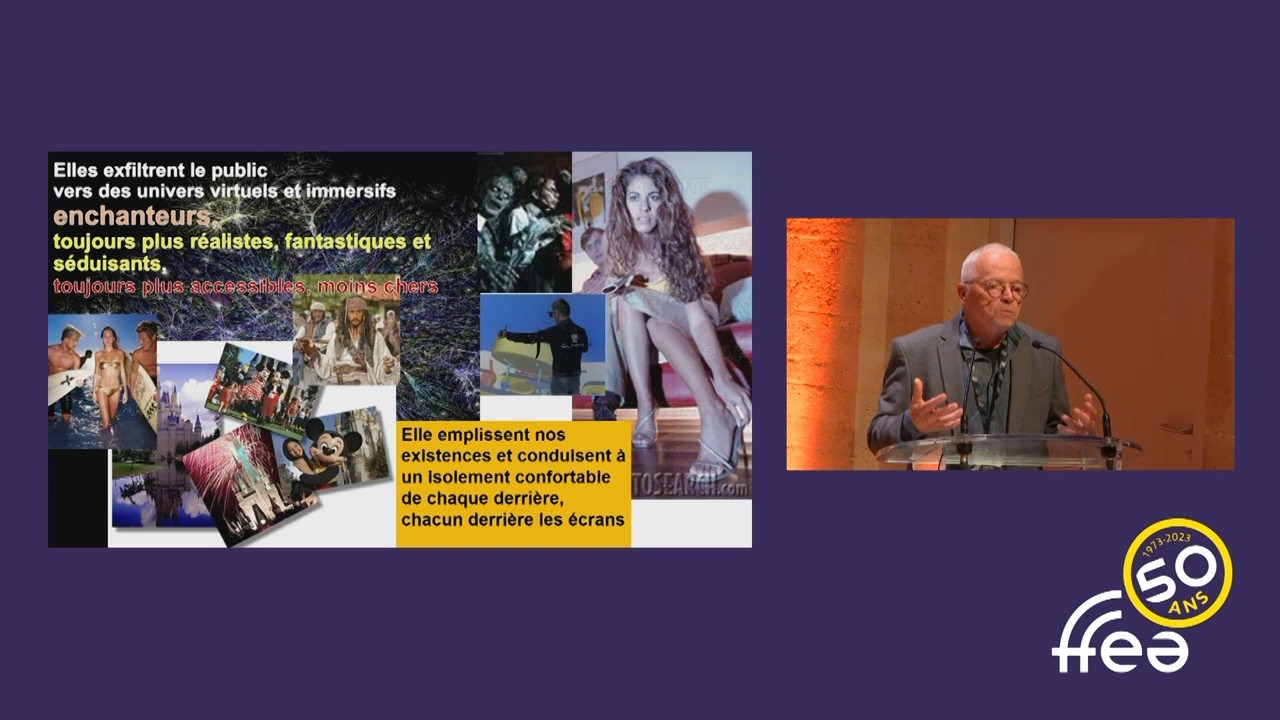 Elles exfiltrent le public
vers des univers virtuels et immersifs
enchanteurs,
toujours plus réalistes, fantastiques et
séduisants,
toujours plus accessibles, moins chers
Elle emplissent nos
existences et conduisent à
un isolement confortable
de chaque derrière,
chacun derrière les écrans
TOSEARCH.com
1973-2023
50
ANS
ffea